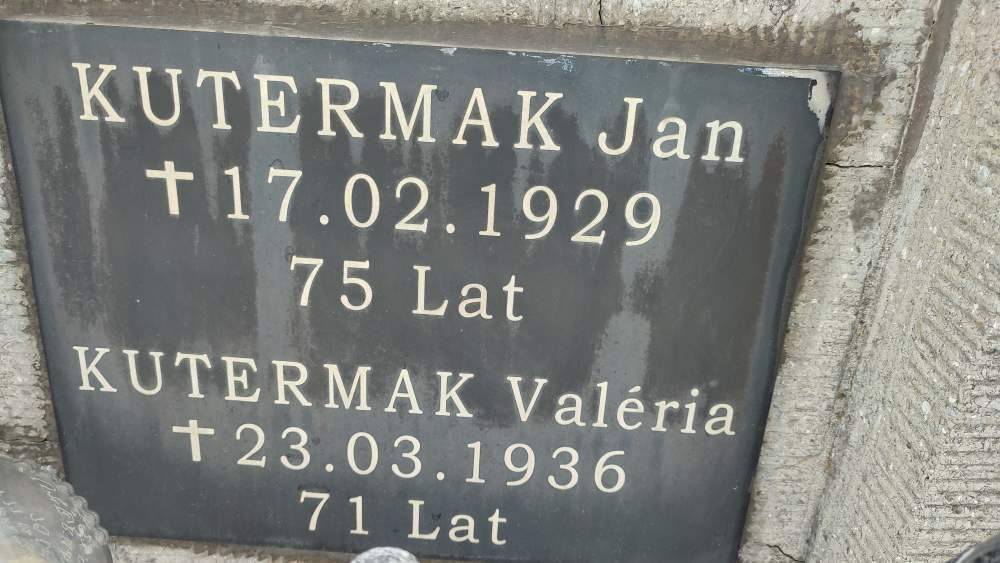 KUTERMAK Jan
✝17.02.1929
75 Lat
KUTERMAK Valéria
✝23.03.1936
71 Lat